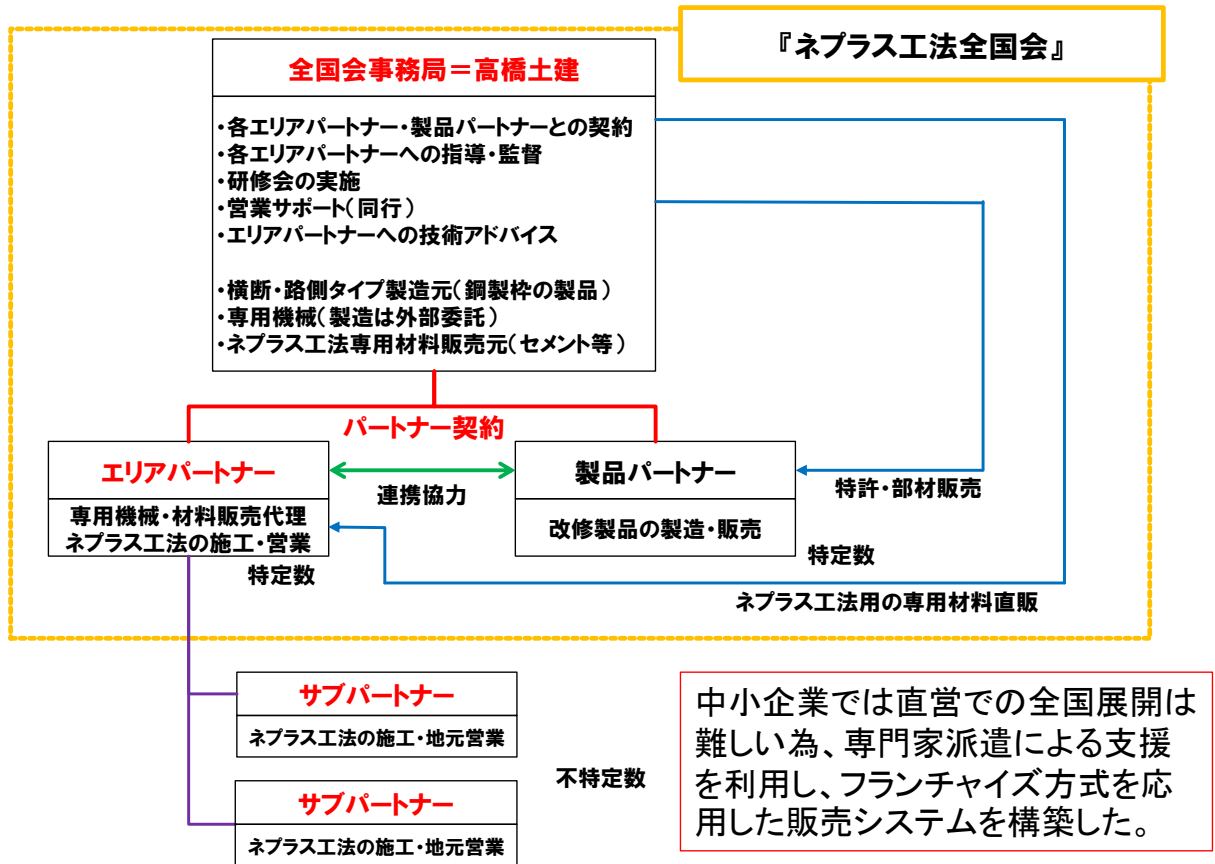 『ネプラス工法全国会』
全国会事務局＝高橋土建
・各エリアパートナー・製品パートナーとの契約
・各エリアパートナーへの指導・監督
・研修会の実施
・営業サポート（同行）
・エリアパートナーへの技術アドバイス
・横断・路側タイプ製造元（鋼製枠の製品）
・専用機械（製造は外部委託）
・ネプラス工法専用材料販売元（セメント等）
パートナー契約
エリアパートナー
専用機械・材料販売代理
ネプラス工法の施工・営業
特定数
連携協力
製品パートナー
改修製品の製造・販売
特定数
特許・部材販売
ネプラス工法用の専用材料直販
サブパートナー
ネプラス工法の施工・地元営業
不特定数
サブパートナー
ネプラス工法の施工・地元営業
中小企業では直営での全国展開は
難しい為、専門家派遣による支援
を利用し、フランチャイズ方式を応
用した販売システムを構築した。